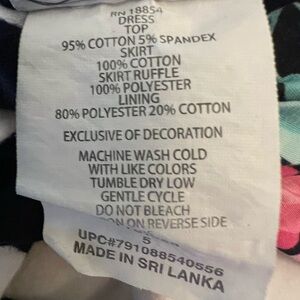 RN 18854
DRESS
TOP
95% COTTON 5% SPANDEX
SKIRT
100% COTTON
SKIRT RUFFLE
100% POLYESTER
LINING
80% POLYESTER 20% COTTON
EXCLUSIVE OF DECORATION
MACHINE WASH COLD
WITH LIKE COLORS
TUMBLE DRY LOW
GENTLE CYCLE
DO NOT BLEACH
ON REVERSE SIDE
5
UPC#791088540556
MADE IN SRI LANKA